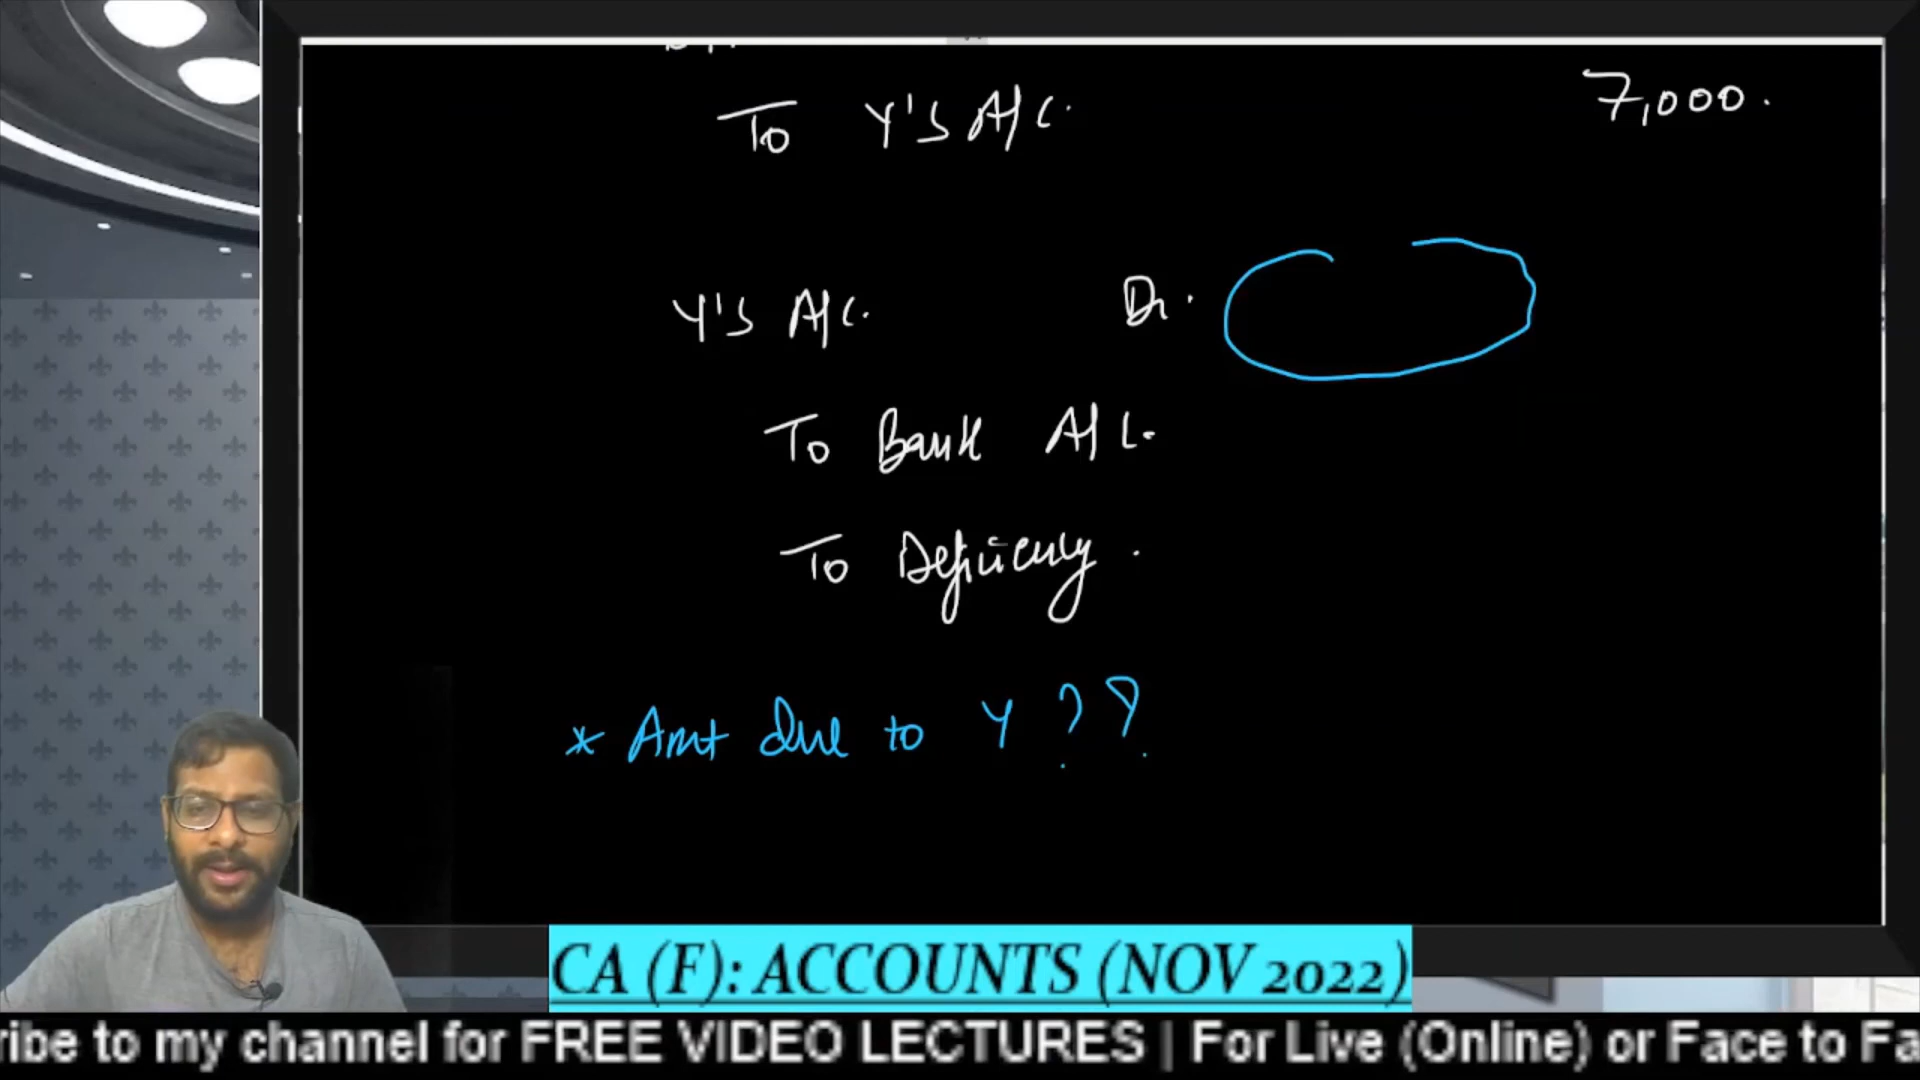 To Y's A/c. 7,000.
Y's A/c. Dr.
To Bank A/c.
To Deficiency.
* Amt due to Y ??
CA (F): ACCOUNTS (NOV 2022)
ribe to my channel for FREE VIDEO LECTURES | For Live (Online) or Face to Fa